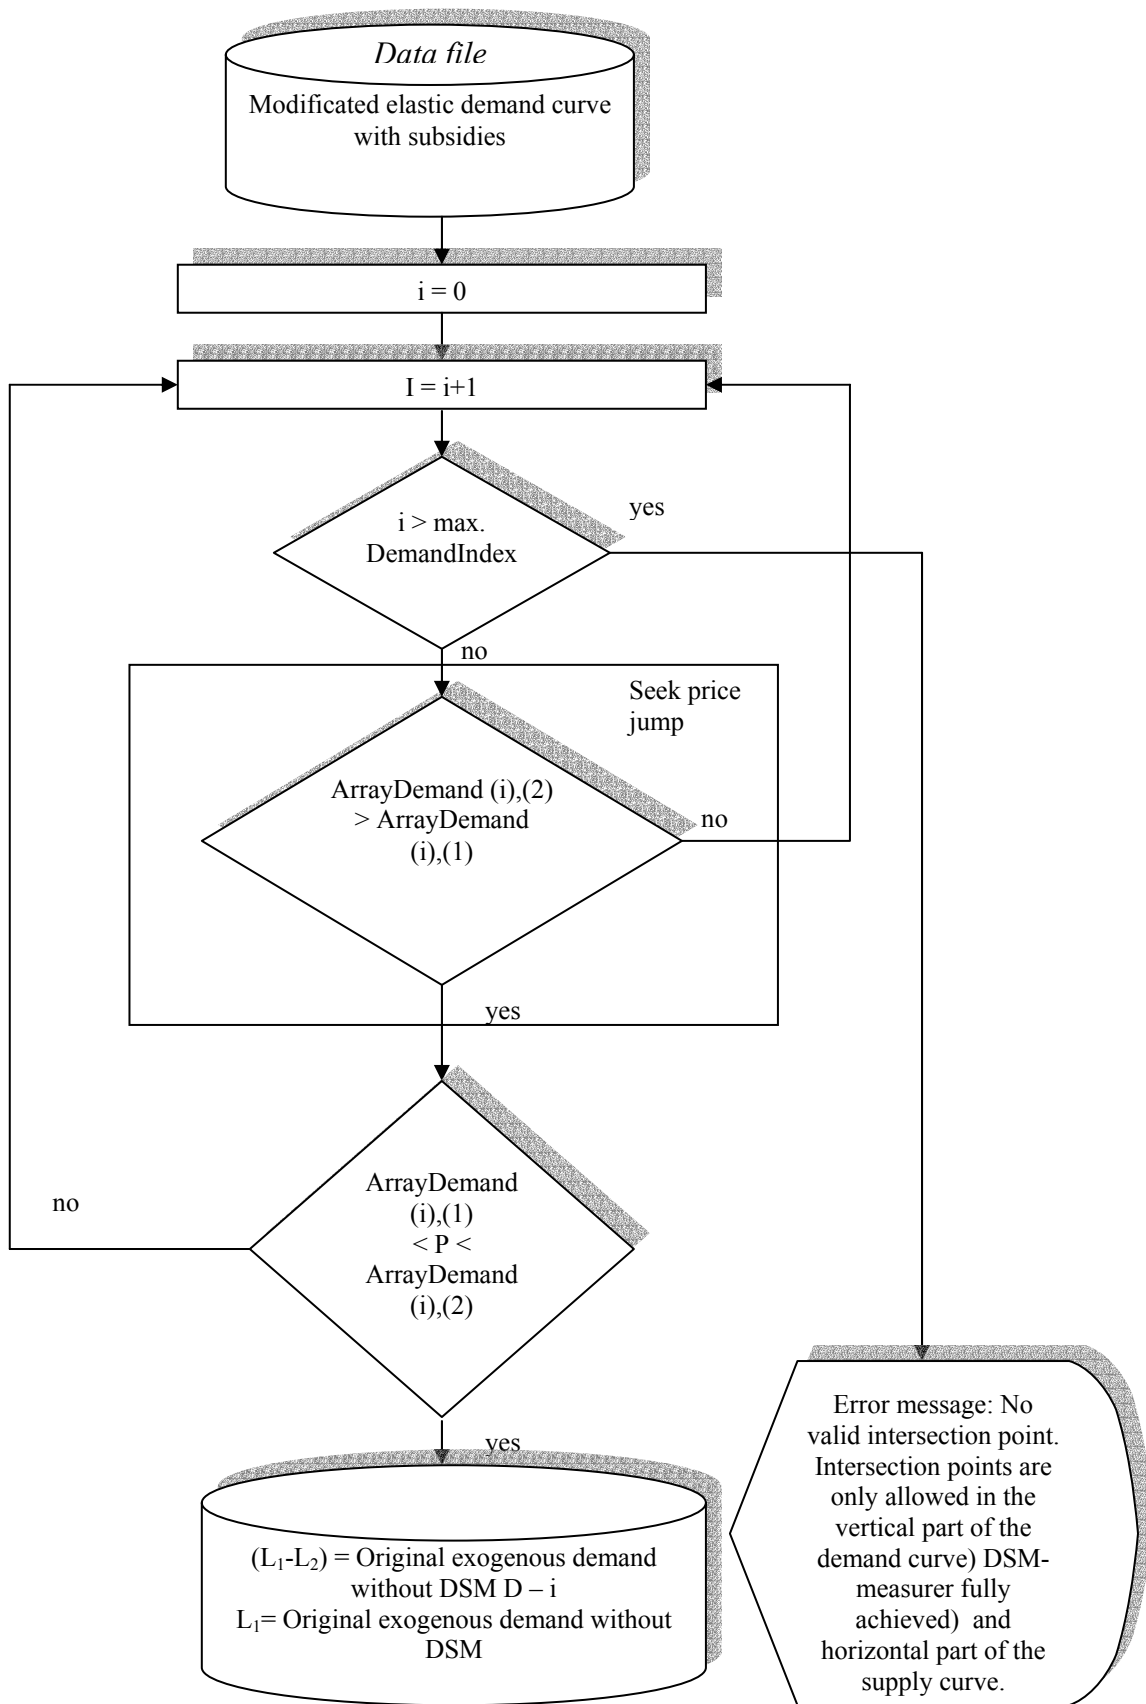 Data file
Modificated elastic demand curve
with subsidies
i = 0
I = i+1
i > max.
DemandIndex
yes
no
Seek price
jump
ArrayDemand (i),(2)
> ArrayDemand
(i),(1)
no
yes
ArrayDemand
(i),(1)
< P <
ArrayDemand
(i),(2)
no
yes
(L₁-L₂) = Original exogenous demand
without DSM D – i
L₁= Original exogenous demand without
DSM
Error message: No
valid intersection point.
Intersection points are
only allowed in the
vertical part of the
demand curve) DSM-
measurer fully
achieved)  and
horizontal part of the
supply curve.